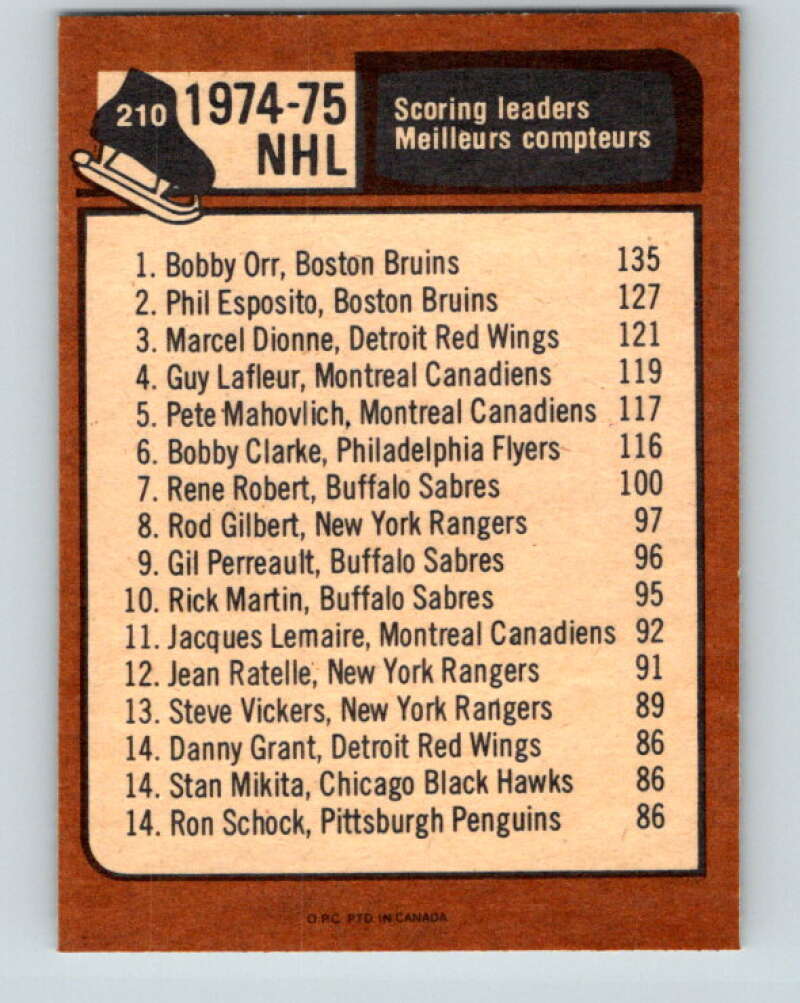 210
1974-75
NHL
Scoring leaders
Meilleurs compteurs
1. Bobby Orr, Boston Bruins 135
2. Phil Esposito, Boston Bruins 127
3. Marcel Dionne, Detroit Red Wings 121
4. Guy Lafleur, Montreal Canadiens 119
5. Pete Mahovlich, Montreal Canadiens 117
6. Bobby Clarke, Philadelphia Flyers 116
7. Rene Robert, Buffalo Sabres 100
8. Rod Gilbert, New York Rangers 97
9. Gil Perreault, Buffalo Sabres 96
10. Rick Martin, Buffalo Sabres 95
11. Jacques Lemaire, Montreal Canadiens 92
12. Jean Ratelle, New York Rangers 91
13. Steve Vickers, New York Rangers 89
14. Danny Grant, Detroit Red Wings 86
14. Stan Mikita, Chicago Black Hawks 86
14. Ron Schock, Pittsburgh Penguins 86
O.P.C. PTD. IN CANADA